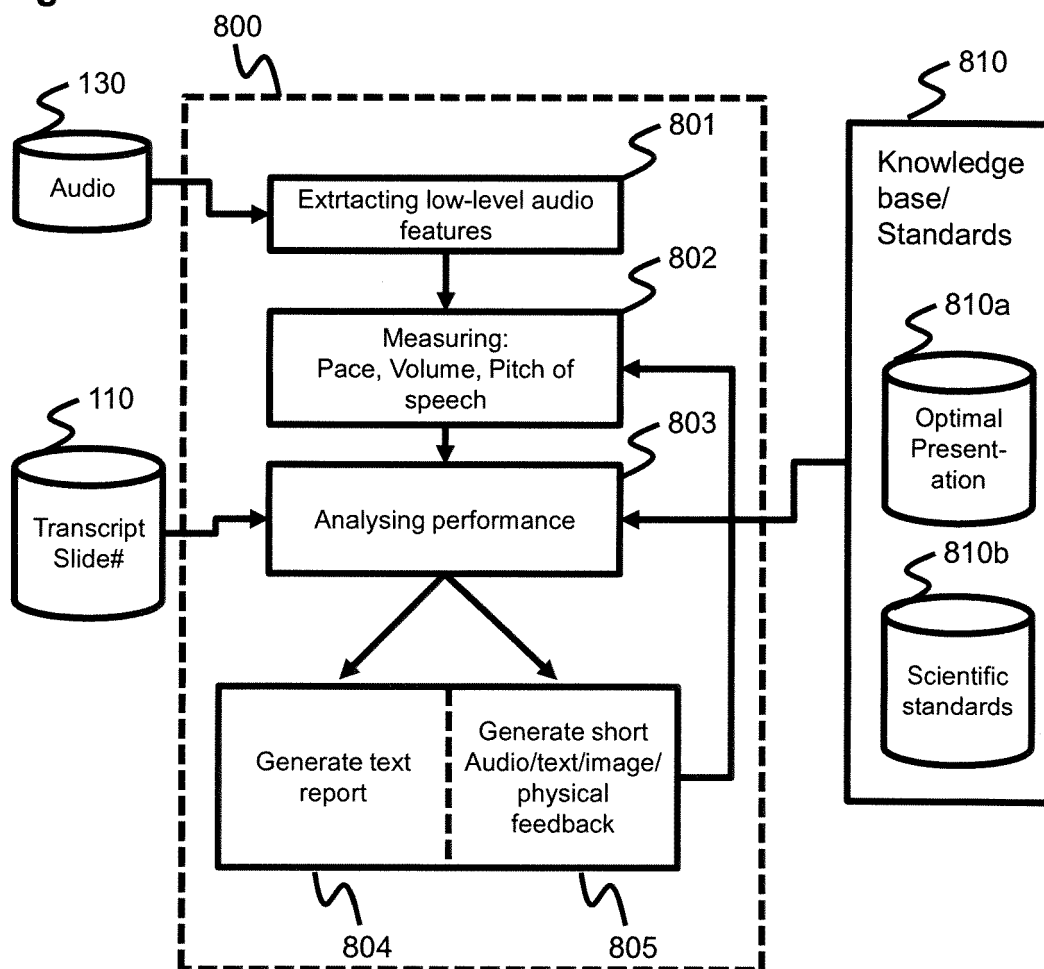 800
130
810
801
Audio
Extrtacting low-level audio
features
Knowledge
base/
Standards
802
Measuring:
Pace, Volume, Pitch of
speech
810a
110
803
Optimal
Present-
ation
Transcript
Slide#
Analysing performance
810b
Scientific
standards
Generate text
report
Generate short
Audio/text/image/
physical
feedback
804
805